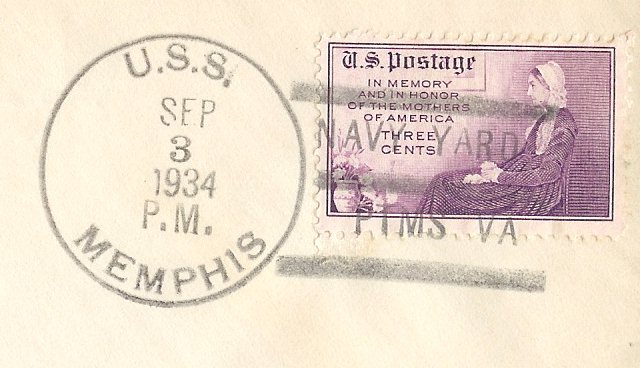 U.S.S.
SEP
3
1934
P.M.
MEMPHIS
U.S. Postage
IN MEMORY
AND IN HONOR
OF THE MOTHERS
OF AMERICA
THREE
CENTS
NAVY YARD
PTMS VA